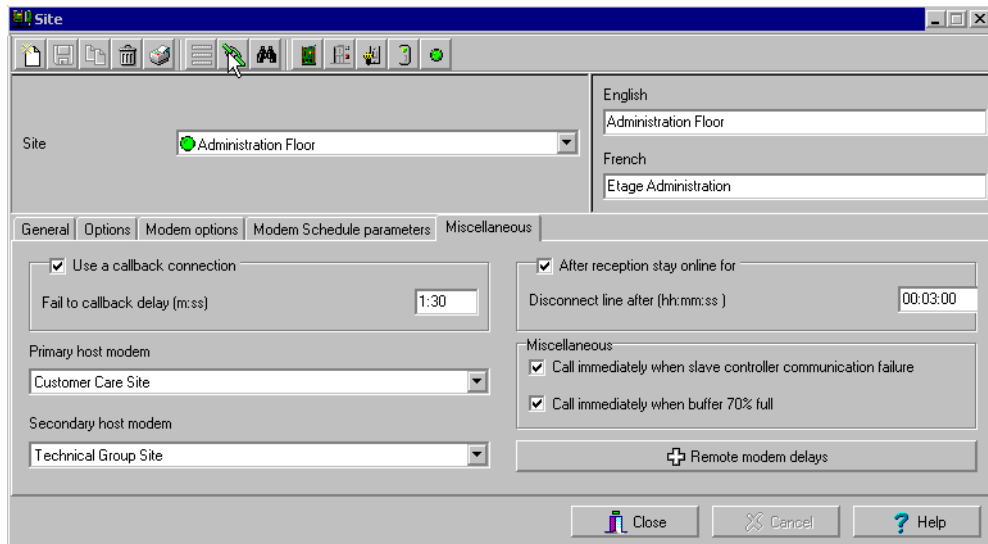 Site
English
Administration Floor
Site
Administration Floor
French
Etage Administration
General
Options
Modem options
Modem Schedule parameters
Miscellaneous
Use a callback connection
Fail to callback delay (m:ss)
1:30
After reception stay online for
Disconnect line after (hh:mm:ss )
00:03:00
Primary host modem
Customer Care Site
Secondary host modem
Technical Group Site
Miscellaneous
Call immediately when slave controller communication failure
Call immediately when buffer 70% full
Remote modem delays
Close
Cancel
Help